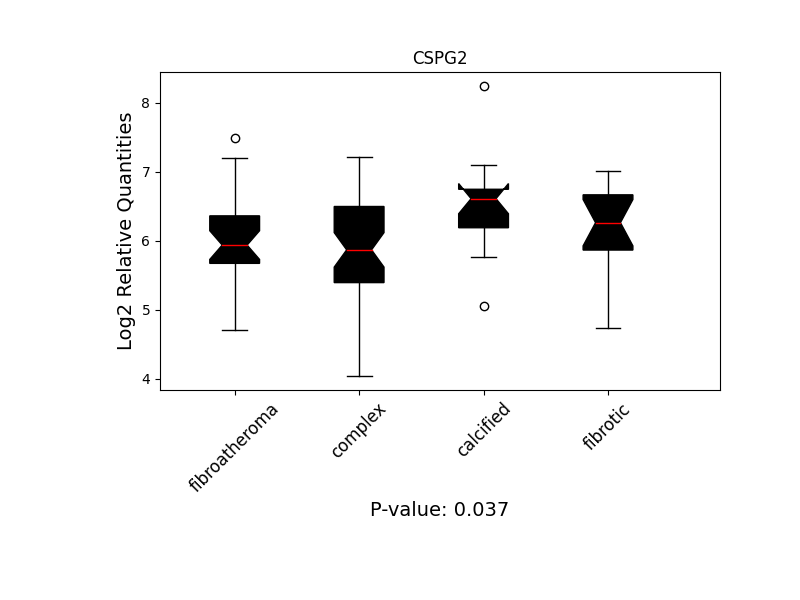 CSPG2
Log2 Relative Quantities
8
7
6
5
4
fibroatheroma
complex
calcified
fibrotic
P-value: 0.037